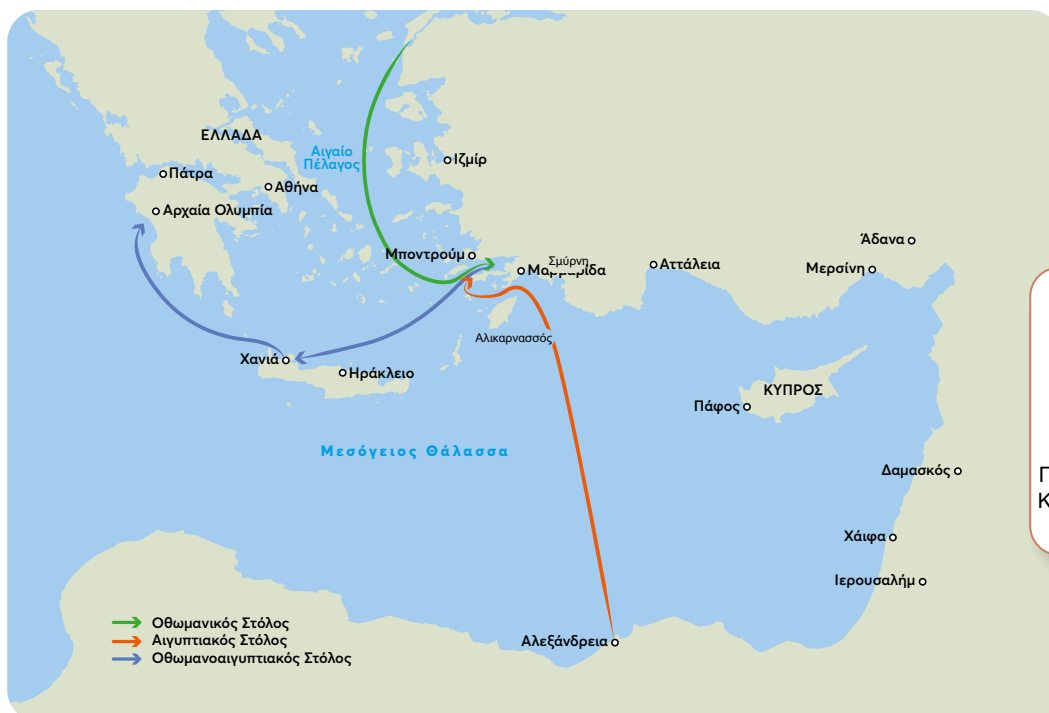 ΕΛΛΑΔΑ
Αιγαίο
Πέλαγος
Ιζμίρ
Πάτρα
Αθήνα
Αρχαία Ολυμπία
Μποντρούμ
Σμύρνη
Μαρμαρίδα
Αττάλεια
Άδανα
Μερσίνη
Αλικαρνασσός
Χανιά
Ηράκλειο
ΚΥΠΡΟΣ
Πάφος
Μεσόγειος Θάλασσα
Δαμασκός
Π
Κ
Χάιφα
Ιερουσαλήμ
Οθωμανικός Στόλος
Αιγυπτιακός Στόλος
Οθωμανοαιγυπτιακός Στόλος
Αλεξάνδρεια